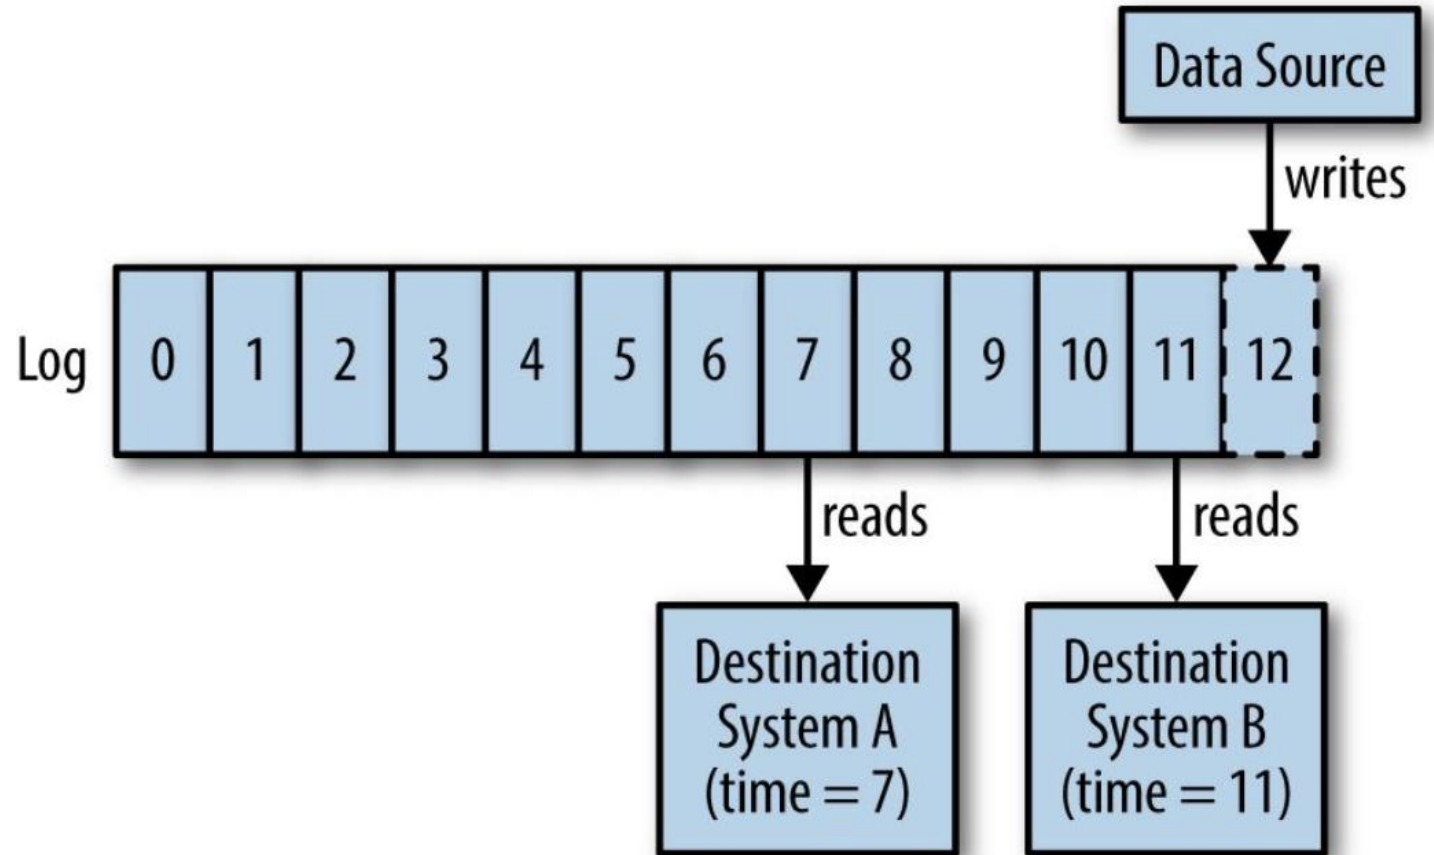 Data Source
writes
Log 0 1 2 3 4 5 6 7 8 9 10 11 12
reads reads
Destination
System A
(time = 7)
Destination
System B
(time = 11)